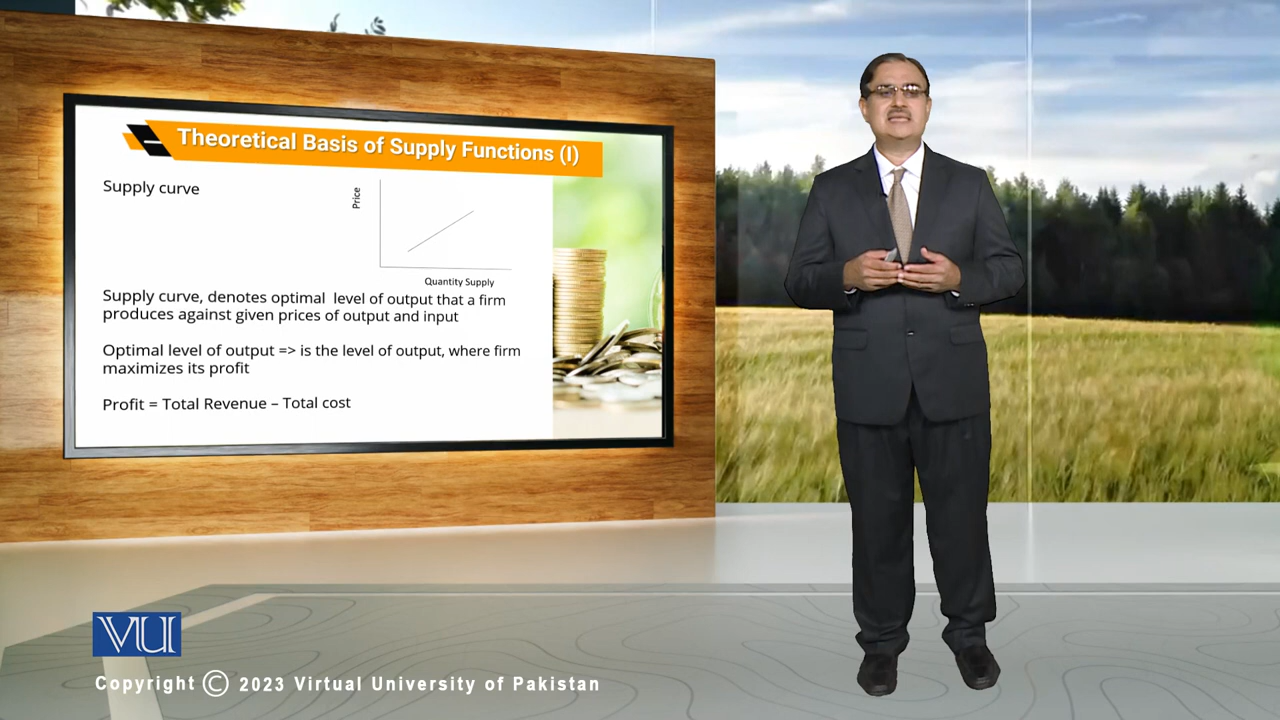 Theoretical Basis of Supply Functions (I)
Supply curve
Price
Quantity Supply
Supply curve, denotes optimal level of output that a firm
produces against given prices of output and input
Optimal level of output => is the level of output, where firm
maximizes its profit
Profit = Total Revenue – Total cost
VU
Copyright © 2023 Virtual University of Pakistan